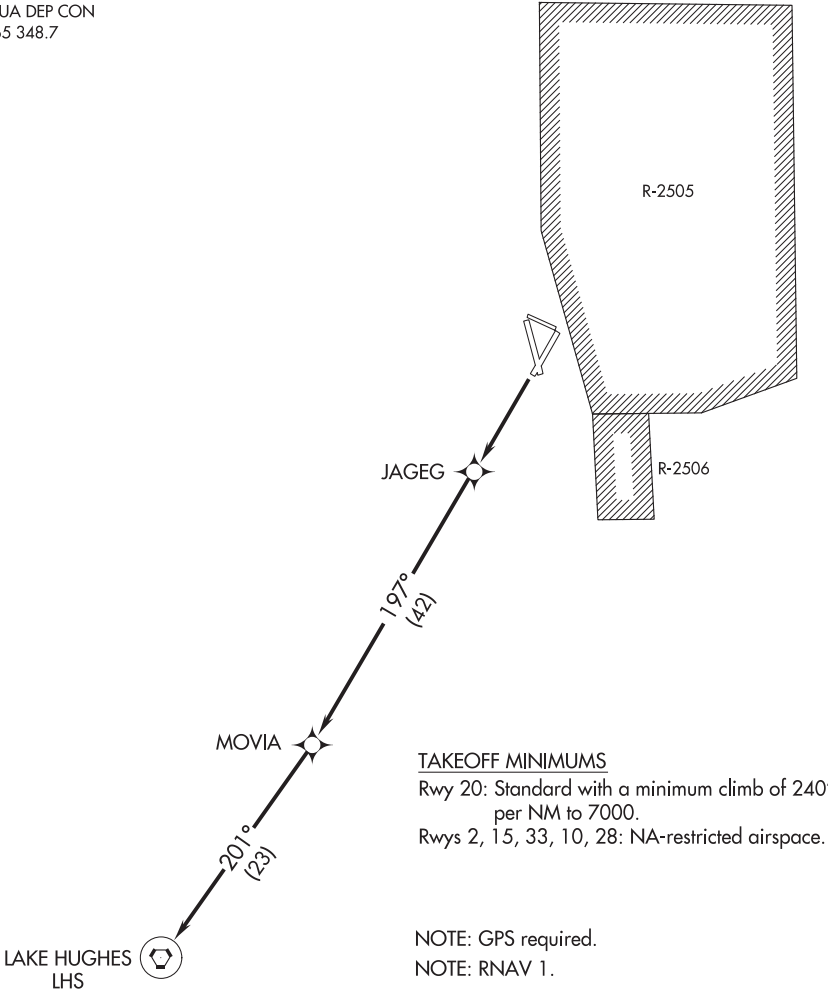 DEP CON
348.7
R-2505
R-2506
JAGEG
197°
(42)
MOVIA
TAKEOFF MINIMUMS
Rwy 20: Standard with a minimum climb of 240'
per NM to 7000.
Rwys 2, 15, 33, 10, 28: NA-restricted airspace.
201°
(23)
NOTE: GPS required.
NOTE: RNAV 1.
LAKE HUGHES
LHS